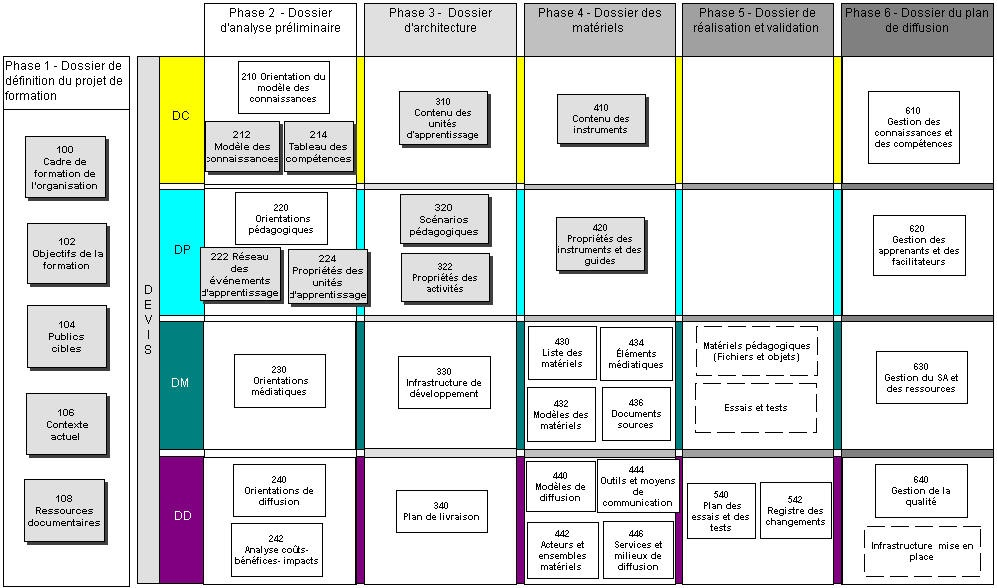 Phase 2 - Dossier
d'analyse préliminaire
Phase 3 - Dossier
d'architecture
Phase 4 - Dossier des
matériels
Phase 5 - Dossier de
réalisation et validation
Phase 6 - Dossier du plan
de diffusion
Phase 1 - Dossier de
définition du projet de
formation
100
Cadre de
formation de
l'organisation
102
Objectifs de la
formation
104
Publics
cibles
106
Contexte
actuel
108
Ressources
documentaires
DEVIS
DC
210 Orientation du
modèle des
connaissances
212
Modèle des
connaissances
214
Tableau des
compétences
310
Contenu des
unités
d'apprentissage
410
Contenu des
instruments
610
Gestion des
connaissances et
des compétences
DP
220
Orientations
pédagogiques
222 Réseau
des
événements
d'apprentissage
224
Propriétés des
unités
d'apprentissage
320
Scénarios
pédagogiques
322
Propriétés des
activités
420
Propriétés des
instruments et des
guides
620
Gestion des
apprenants et des
facilitateurs
DM
230
Orientations
médiatiques
330
Infrastructure de
développement
430
Liste des
matériels
434
Éléments
médiatiques
432
Modèles des
matériels
436
Documents
sources
Matériels pédagogiques
(Fichiers et objets)
Essais et tests
630
Gestion du SA et
des ressources
DD
240
Orientations de
diffusion
242
Analyse coûts-
bénéfices- impacts
340
Plan de livraison
440
Modèles de
diffusion
444
Outils et moyens
de
communication
442
Acteurs et
ensembles
matériels
446
Services et
milieux de
diffusion
540
Plan des
essais et des
tests
542
Registre des
changements
640
Gestion de la
qualité
Infrastructure mise en
place